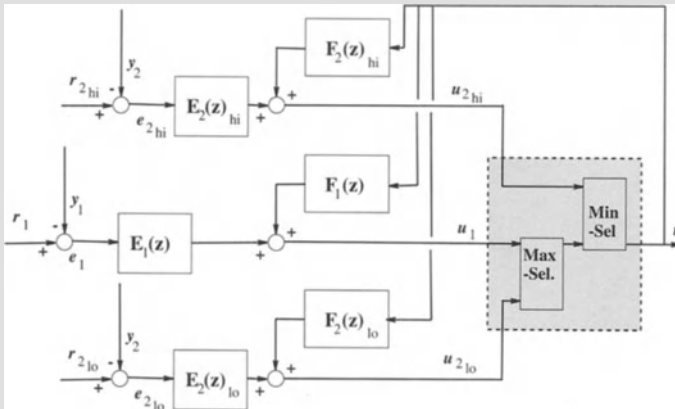 F2(z)hi
y2
r2hi
-
+
e2hi
E2(z)hi
+
+
u2hi
F1(z)
y1
r1
-
+
e1
E1(z)
+
+
u1
Min
-Sel
u
Max
-Sel.
F2(z)lo
y2
r2lo
-
+
e2lo
E2(z)lo
+
+
u2lo